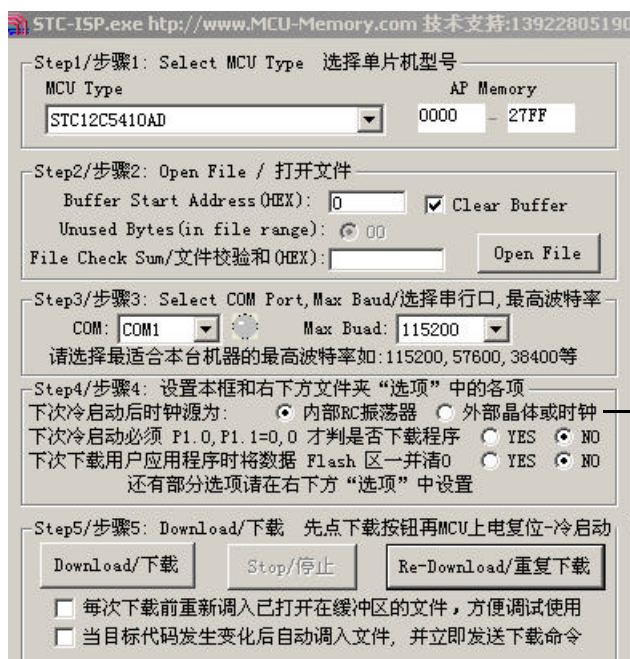 STC-ISP.exe http://www.MCU-Memory.com 技术支持:13922805190
Step1/步骤1: Select MCU Type 选择单片机型号
MCU Type AP Memory
STC12C5410AD 0000 - 27FF
Step2/步骤2: Open File / 打开文件
Buffer Start Address(HEX): 0 Clear Buffer
Unused Bytes(in file range): 00
File Check Sum/文件校验和(HEX): Open File
Step3/步骤3: Select COM Port,Max Baud/选择串行口,最高波特率
COM: COM1 Max Buad: 115200
请选择最适合本台机器的最高波特率如:115200,57600,38400等
Step4/步骤4: 设置本框和右下方文件夹“选项”中的各项
下次冷启动后时钟源为: 内部RC振荡器 外部晶体或时钟
下次冷启动必须 P1.0,P1.1=0,0 才判是否下载程序 YES NO
下次下载用户应用程序时将数据 Flash 区一并清0 YES NO
还有部分选项请在右下方“选项”中设置
Step5/步骤5: Download/下载 先点下载按钮再MCU上电复位-冷启动
Download/下载 Stop/停止 Re-Download/重复下载
每次下载前重新调入已打开在缓冲区的文件,方便调试使用
当目标代码发生变化后自动调入文件, 并立即发送下载命令